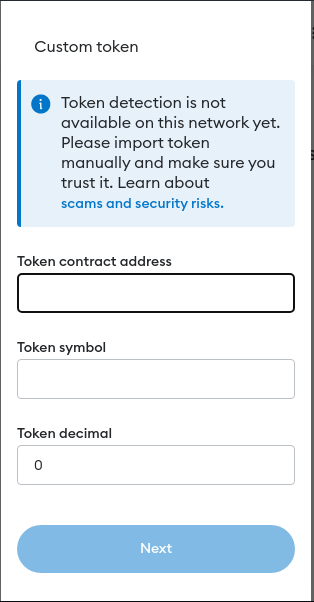 Custom token
Token detection is not
available on this network yet.
Please import token
manually and make sure you
trust it. Learn about
scams and security risks.
Token contract address
Token symbol
Token decimal
0
Next